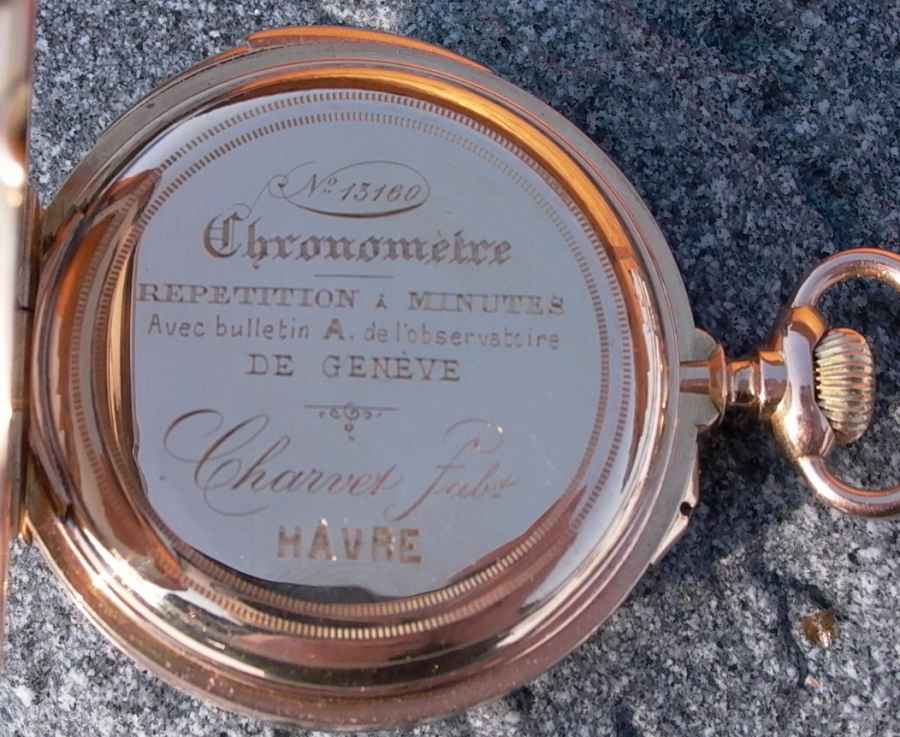 No 13160
Chronomètre
REPETITION A MINUTES
Avec bulletin A. de l'observatoire
DE GENÈVE
Charvet Fabt
HAVRE